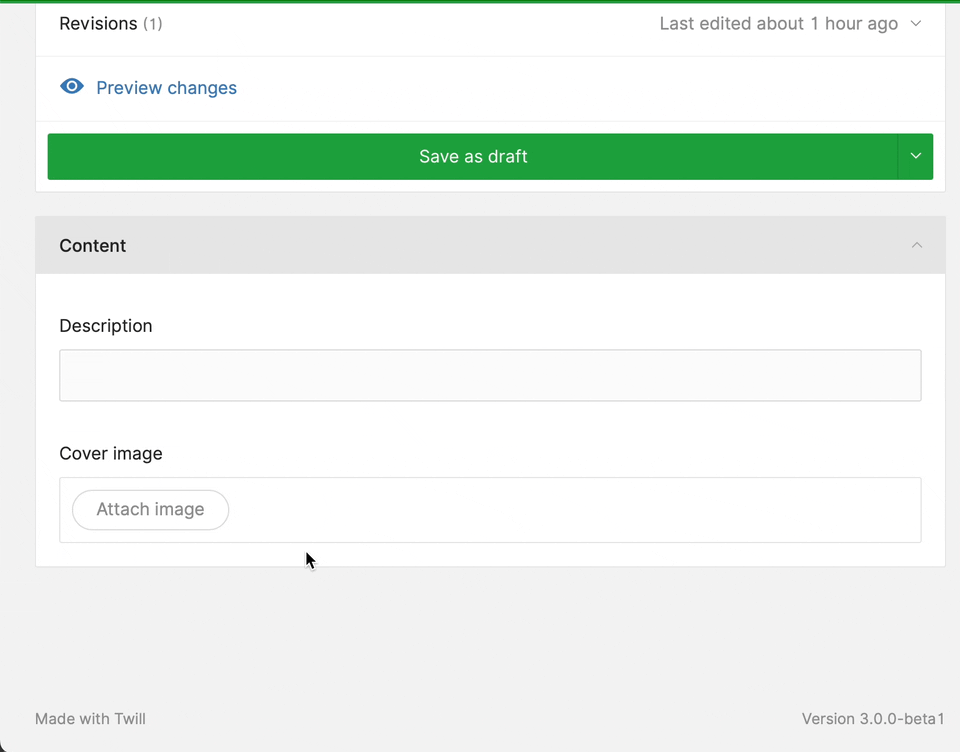 Revisions (1) Last edited about 1 hour ago
Preview changes
Save as draft
Content
Description
Cover image
Attach image
Made with Twill Version 3.0.0-beta1